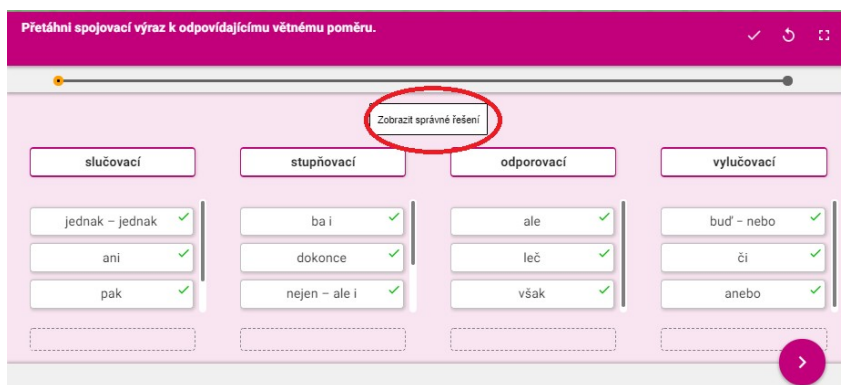 Přetáhni spojovací výraz k odpovídajícímu větnému poměru.
Zobrazit správné řešení
slučovací
stupňovací
odporovací
vylučovací
jednak – jednak
ba i
ale
buď – nebo
ani
dokonce
leč
či
pak
nejen – ale i
však
anebo